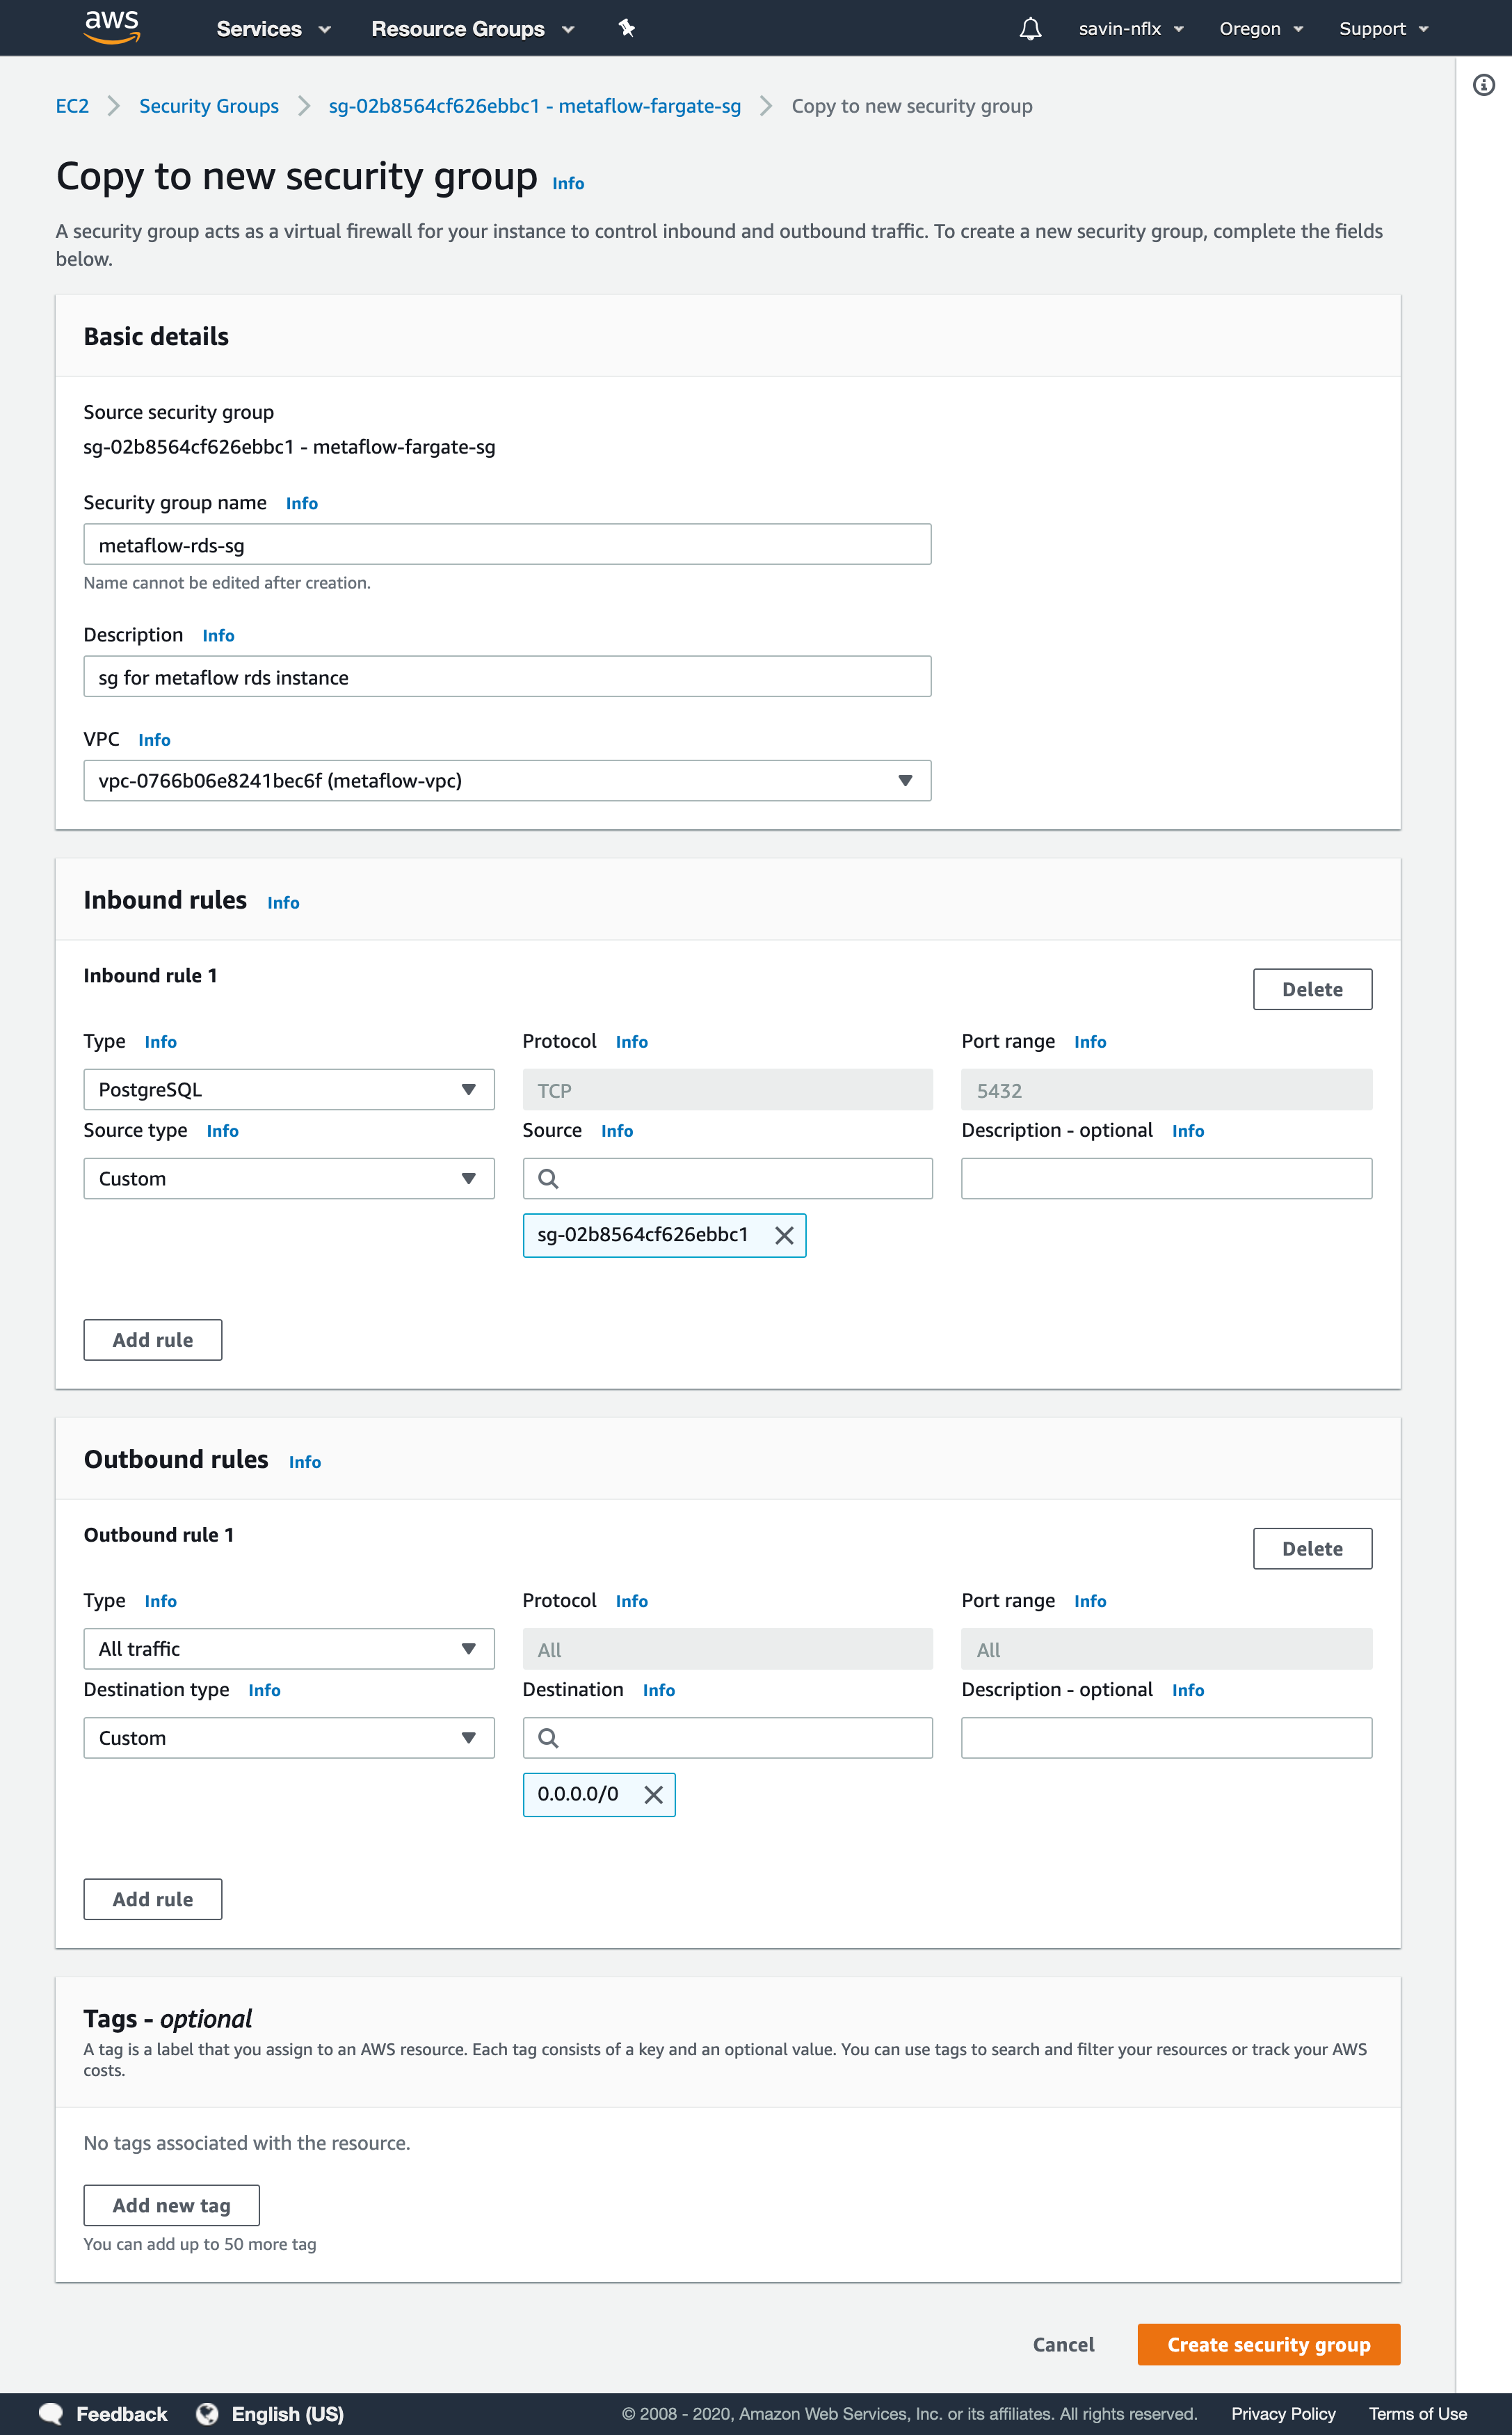 aws Services Resource Groups savin-nflx Oregon Support
EC2 Security Groups sg-02b8564cf626ebbc1 - metaflow-fargate-sg Copy to new security group
Copy to new security group Info
A security group acts as a virtual firewall for your instance to control inbound and outbound traffic. To create a new security group, complete the fields
below.
Basic details
Source security group
sg-02b8564cf626ebbc1 - metaflow-fargate-sg
Security group name Info
metaflow-rds-sg
Name cannot be edited after creation.
Description Info
sg for metaflow rds instance
VPC Info
vpc-0766b06e8241bec6f (metaflow-vpc)
Inbound rules Info
Inbound rule 1
Delete
Type Info Protocol Info Port range Info
PostgreSQL TCP 5432
Source type Info Source Info Description - optional Info
Custom
sg-02b8564cf626ebbc1
Add rule
Outbound rules Info
Outbound rule 1
Delete
Type Info Protocol Info Port range Info
All traffic All All
Destination type Info Destination Info Description - optional Info
Custom
0.0.0.0/0
Add rule
Tags - optional
A tag is a label that you assign to an AWS resource. Each tag consists of a key and an optional value. You can use tags to search and filter your resources or track your AWS
costs.
No tags associated with the resource.
Add new tag
You can add up to 50 more tag
Cancel Create security group
Feedback English (US) © 2008 - 2020, Amazon Web Services, Inc. or its affiliates. All rights reserved. Privacy Policy Terms of Use